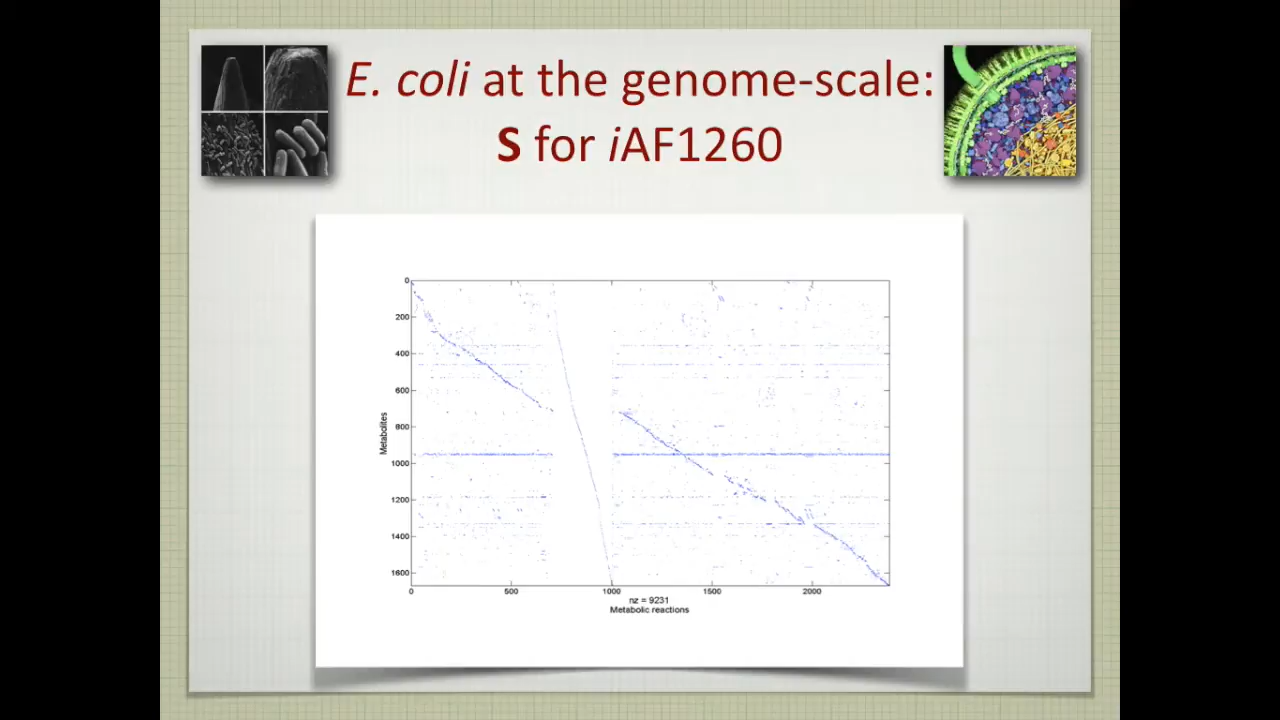 E. coli at the genome-scale:
S for iAF1260
0
200
400
600
800
1000
1200
1400
1600
Metabolites
0 500 1000 1500 2000
nz = 9231
Metabolic reactions